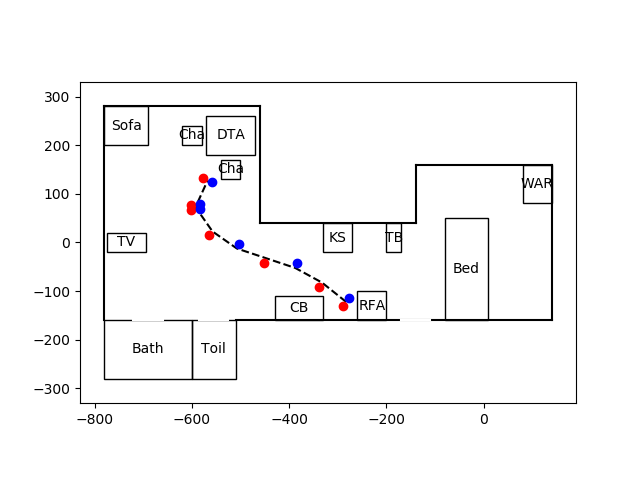 300
200
100
0
−100
−200
−300
Sofa
Cha
DTA
Cha
WAR
TV
KS
TB
Bed
CB
RFA
Bath
Toil
−800
−600
−400
−200
0